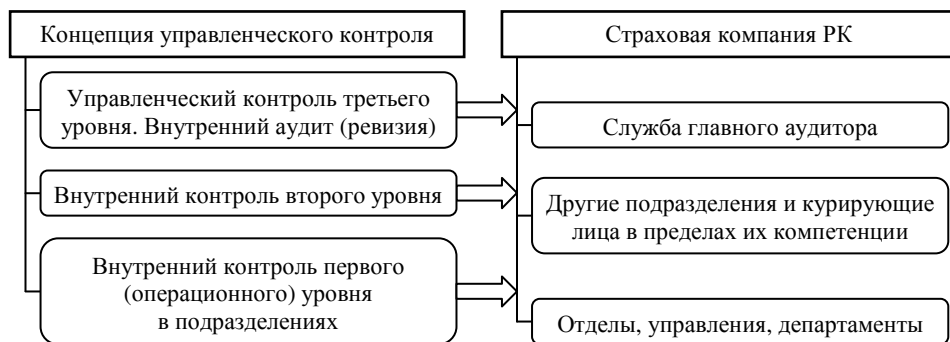 Концепция управленческого контроля
Страховая компания РК
Управленческий контроль третьего
уровня. Внутренний аудит (ревизия)
Служба главного аудитора
Внутренний контроль второго уровня
Другие подразделения и курирующие
лица в пределах их компетенции
Внутренний контроль первого
(операционного) уровня
в подразделениях
Отделы, управления, департаменты